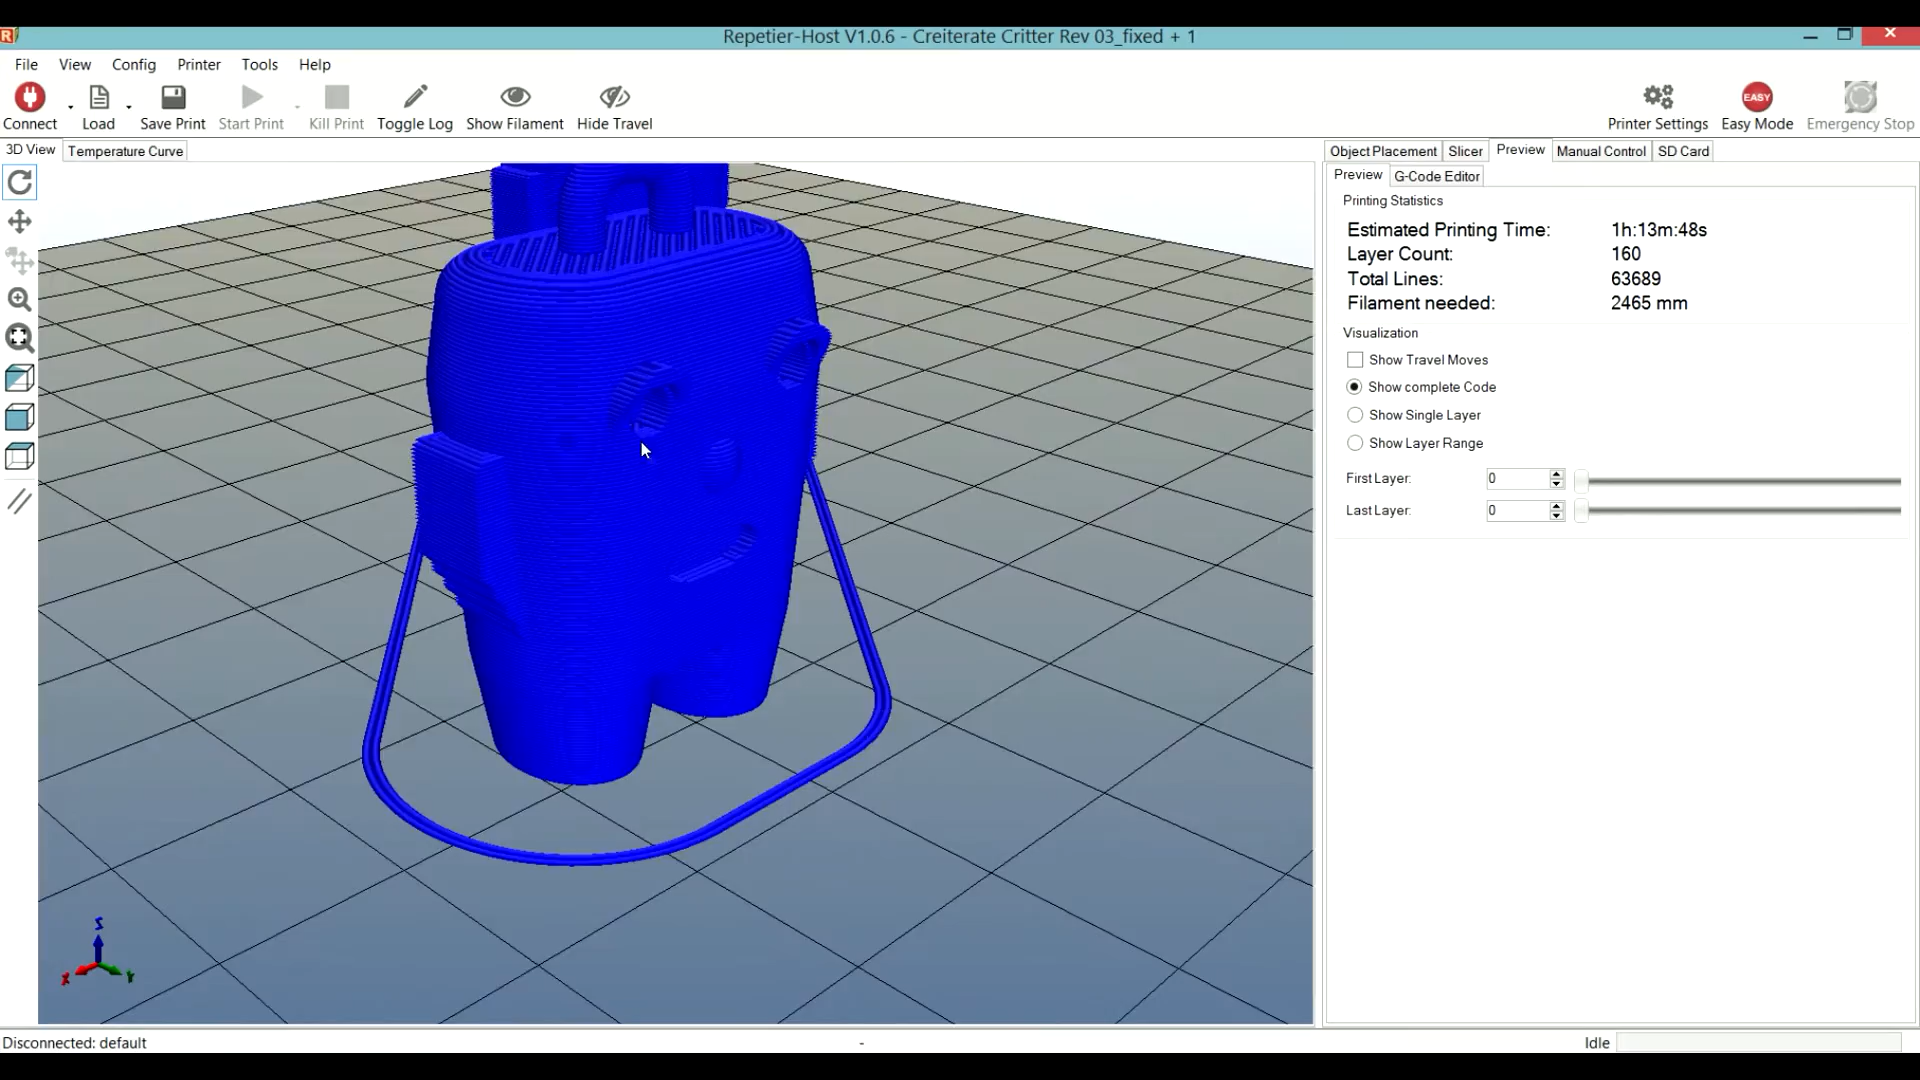 Repetier-Host V1.0.6 - Creiterate Critter Rev 03_fixed + 1
File View Config Printer Tools Help
Connect Load Save Print Start Print Kill Print Toggle Log Show Filament Hide Travel Printer Settings Easy Mode Emergency Stop
EASY
3D View Temperature Curve
Object Placement Slicer Preview Manual Control SD Card
Preview G-Code Editor
Printing Statistics
Estimated Printing Time: 1h:13m:48s
Layer Count: 160
Total Lines: 63689
Filament needed: 2465 mm
Visualization
Show Travel Moves
Show complete Code
Show Single Layer
Show Layer Range
First Layer: 0
Last Layer: 0
Z
X Y
Disconnected: default - Idle